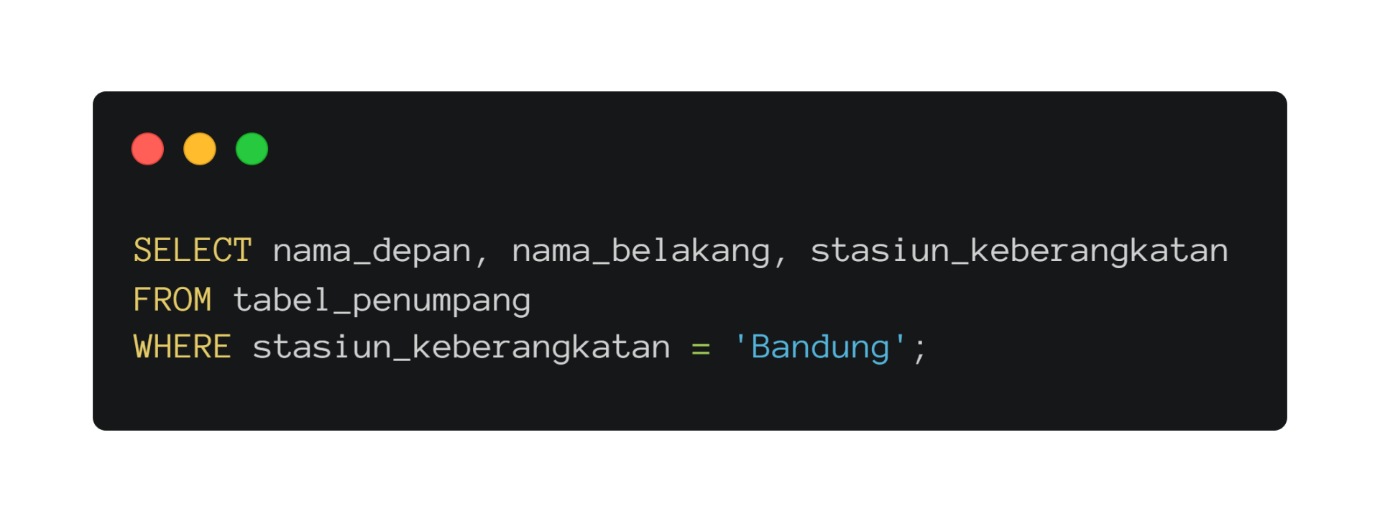 SELECT nama_depan, nama_belakang, stasiun_keberangkatan
FROM tabel_penumpang
WHERE stasiun_keberangkatan = 'Bandung';